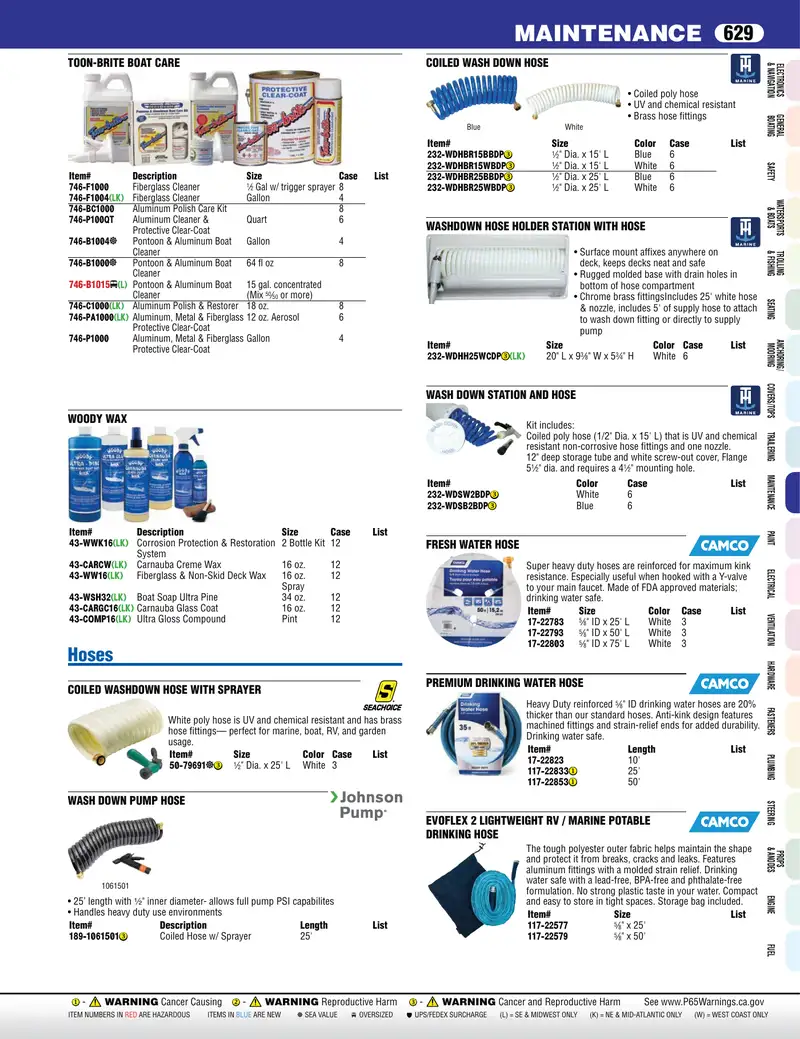 MAINTENANCE 629
TOON-BRITE BOAT CARE
PROTECTIVE
CLEAR-COAT
Item# Description Size Case List
746-F1000 Fiberglass Cleaner ½ Gal w/ trigger sprayer 8
746-F1004(LK) Fiberglass Cleaner Gallon 4
746-BC1000 Aluminum Polish Care Kit 8
746-P100QT Aluminum Cleaner & Quart 6
Protective Clear-Coat
746-B1004 Pontoon & Aluminum Boat Gallon 4
Cleaner
746-B1000 Pontoon & Aluminum Boat 64 fl oz 8
Cleaner
746-B1015(L) Pontoon & Aluminum Boat 15 gal. concentrated
Cleaner (Mix 50/50 or more)
746-C1000(LK) Aluminum Polish & Restorer 18 oz. 8
746-PA1000(LK) Aluminum, Metal & Fiberglass 12 oz. Aerosol 6
Protective Clear-Coat
746-P1000 Aluminum, Metal & Fiberglass Gallon 4
Protective Clear-Coat
WOODY WAX
Item# Description Size Case List
43-WWK16(LK) Corrosion Protection & Restoration 2 Bottle Kit 12
System
43-CARCW(LK) Carnauba Creme Wax 16 oz. 12
43-WW16(LK) Fiberglass & Non-Skid Deck Wax 16 oz. 12
Spray
43-WSH32(LK) Boat Soap Ultra Pine 34 oz. 12
43-CARGC16(LK) Carnauba Glass Coat 16 oz. 12
43-COMP16(LK) Ultra Gloss Compound Pint 12
Hoses
COILED WASHDOWN HOSE WITH SPRAYER
SEACHOICE
White poly hose is UV and chemical resistant and has brass
hose fittings— perfect for marine, boat, RV, and garden
usage.
Item# Size Color Case List
50-79691 3 ½" Dia. x 25' L White 3
WASH DOWN PUMP HOSE
Johnson
Pump
1061501
• 25' length with ½" inner diameter- allows full pump PSI capabilites
• Handles heavy duty use environments
Item# Description Length List
189-1061501 3 Coiled Hose w/ Sprayer 25'
COILED WASH DOWN HOSE
MARINE
• Coiled poly hose
• UV and chemical resistant
• Brass hose fittings
Blue White
Item# Size Color Case List
232-WDHBR15BBDP 3 ½" Dia. x 15' L Blue 6
232-WDHBR15WBDP 3 ½" Dia. x 15' L White 6
232-WDHBR25BBDP 3 ½" Dia. x 25' L Blue 6
232-WDHBR25WBDP 3 ½" Dia. x 25' L White 6
WASHDOWN HOSE HOLDER STATION WITH HOSE
MARINE
• Surface mount affixes anywhere on
deck, keeps decks neat and safe
• Rugged molded base with drain holes in
bottom of hose compartment
• Chrome brass fittingsIncludes 25' white hose
& nozzle, includes 5' of supply hose to attach
to wash down fitting or directly to supply
pump
Item# Size Color Case List
232-WDHH25WCDP 3 (LK) 20" L x 9⅛" W x 5¾" H White 6
WASH DOWN STATION AND HOSE
MARINE
Kit includes:
Coiled poly hose (1/2" Dia. x 15' L) that is UV and chemical
resistant non-corrosive hose fittings and one nozzle.
12" deep storage tube and white screw-out cover, Flange
5½" dia. and requires a 4½" mounting hole.
Item# Color Case List
232-WDSW2BDP 3 White 6
232-WDSB2BDP 3 Blue 6
FRESH WATER HOSE
CAMCO
Super heavy duty hoses are reinforced for maximum kink
resistance. Especially useful when hooked with a Y-valve
to your main faucet. Made of FDA approved materials;
drinking water safe.
Item# Size Color Case List
17-22783 ⅝" ID x 25' L White 3
17-22793 ⅝" ID x 50' L White 3
17-22803 ⅝" ID x 75' L White 3
PREMIUM DRINKING WATER HOSE
CAMCO
Heavy Duty reinforced ⅝" ID drinking water hoses are 20%
thicker than our standard hoses. Anti-kink design features
machined fittings and strain-relief ends for added durability.
Drinking water safe.
Item# Length List
17-22823 10'
117-22833 1 25'
117-22853 1 50'
EVOFLEX 2 LIGHTWEIGHT RV / MARINE POTABLE
DRINKING HOSE
CAMCO
The tough polyester outer fabric helps maintain the shape
and protect it from breaks, cracks and leaks. Features
aluminum fittings with a molded strain relief. Drinking
water safe with a lead-free, BPA-free and phthalate-free
formulation. No strong plastic taste in your water. Compact
and easy to store in tight spaces. Storage bag included.
Item# Size List
117-22577 ⅝" x 25'
117-22579 ⅝" x 50'
ELECTRONICS
& NAVIGATION
GENERAL
BOATING
SAFETY
WATERSPORTS
& BOATS
TROLLING
& FISHING
SEATING
ANCHORING/
MOORING
COVERS/TOPS
TRAILERING
MAINTENANCE
PAINT
ELECTRICAL
VENTILATION
HARDWARE
FASTENERS
PLUMBING
STEERING
PROPS
& ANODES
ENGINE
FUEL
1 - WARNING Cancer Causing 2 - WARNING Reproductive Harm 3 - WARNING Cancer and Reproductive Harm See www.P65Warnings.ca.gov
ITEM NUMBERS IN RED ARE HAZARDOUS ITEMS IN BLUE ARE NEW SEA VALUE OVERSIZED UPS/FEDEX SURCHARGE (L) = SE & MIDWEST ONLY (K) = NE & MID-ATLANTIC ONLY (W) = WEST COAST ONLY